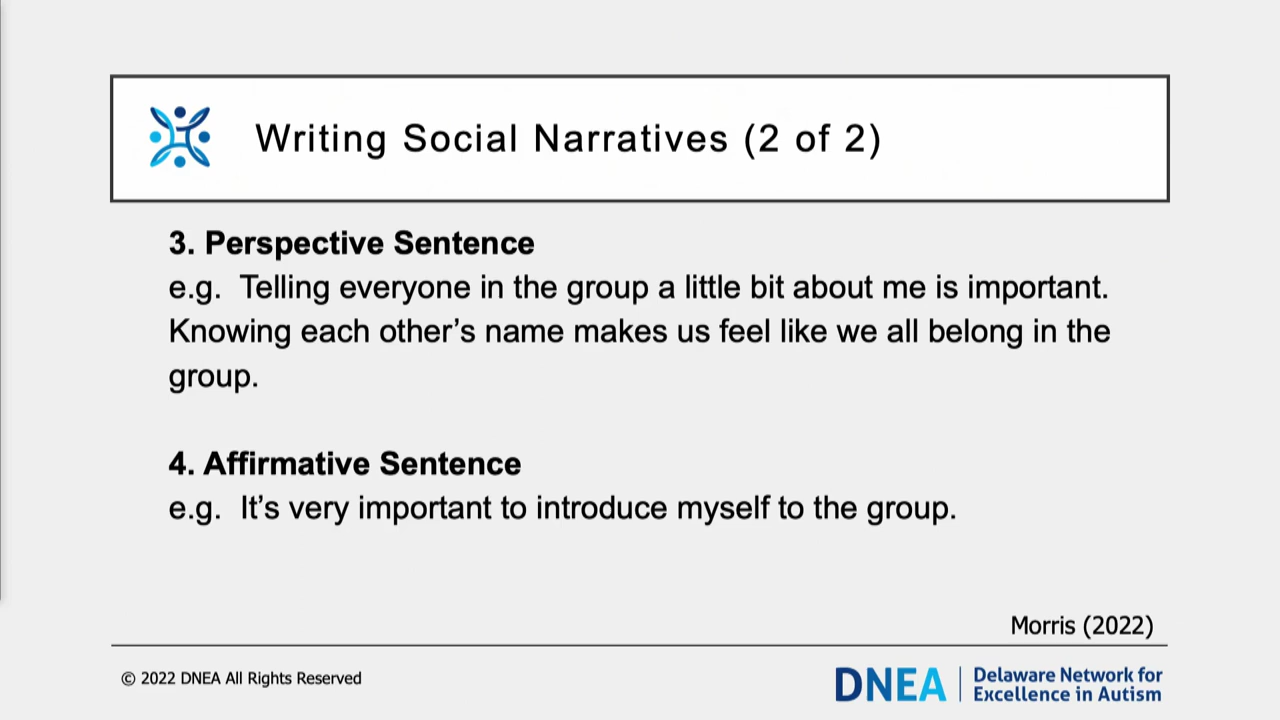 Writing Social Narratives (2 of 2)
3. Perspective Sentence
e.g.  Telling everyone in the group a little bit about me is important.
Knowing each other’s name makes us feel like we all belong in the
group.
4. Affirmative Sentence
e.g.  It’s very important to introduce myself to the group.
Morris (2022)
© 2022 DNEA All Rights Reserved
DNEA
Delaware Network for
Excellence in Autism